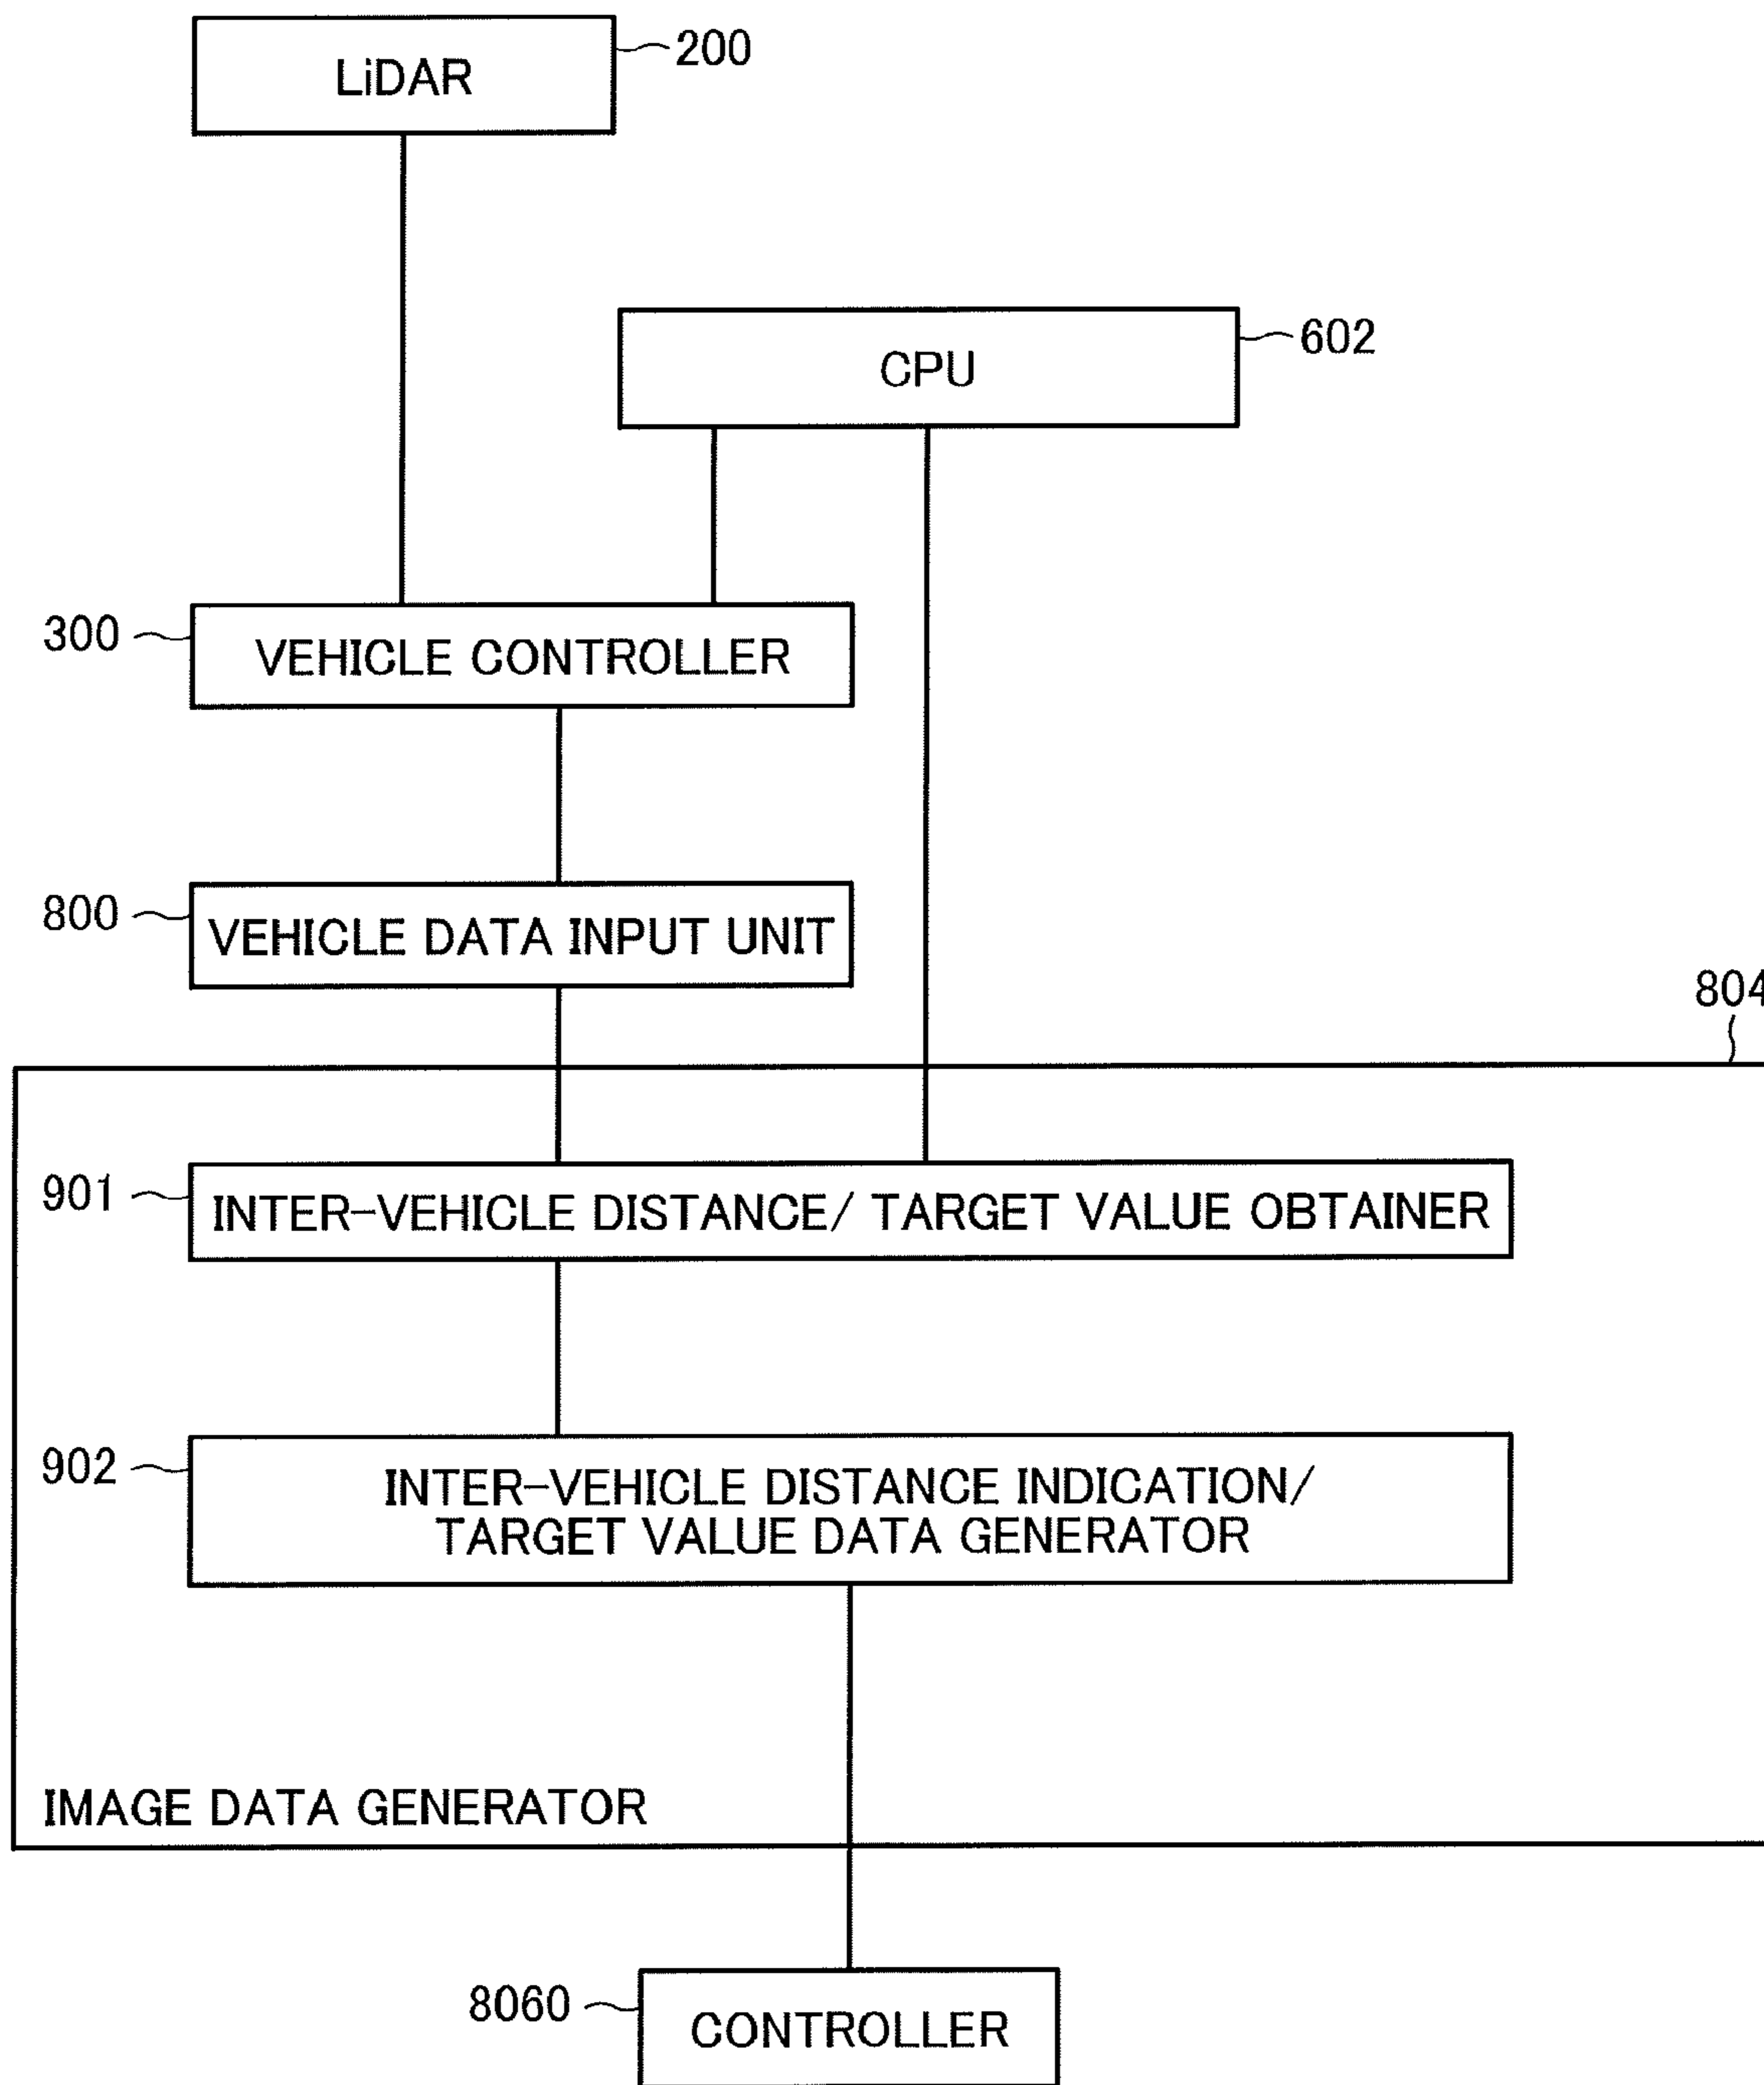 LiDAR
200
CPU
602
300
VEHICLE CONTROLLER
800
VEHICLE DATA INPUT UNIT
804
901
INTER-VEHICLE DISTANCE/ TARGET VALUE OBTAINER
902
INTER-VEHICLE DISTANCE INDICATION/
TARGET VALUE DATA GENERATOR
IMAGE DATA GENERATOR
8060
CONTROLLER